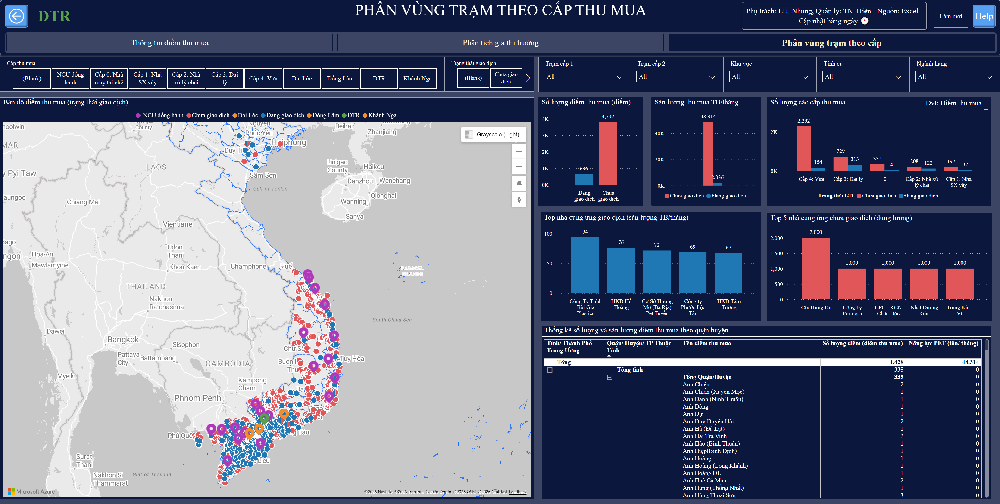 DTR
PHÂN VÙNG TRẠM THEO CẤP THU MUA
Phụ trách: LH_Nhung, Quản lý: TN_Hiện - Nguồn: Excel -
Cập nhật hàng ngày
Làm mới
Help
Thông tin điểm thu mua
Phân tích giá thị trường
Phân vùng trạm theo cấp
Cấp thu mua
(Blank)
NCU đồng
hành
Cấp 0: Nhà
máy tái chế
Cấp 1: Nhà
SX vảy
Cấp 2: Nhà
xử lý chai
Cấp 3: Đại
lý
Cấp 4: Vựa
Đại Lộc
Đồng Lâm
DTR
Khánh Nga
Trạng thái giao dịch
(Blank)
Chưa giao
dịch
Trạm cấp 1
All
Trạm cấp 2
All
Khu vực
All
Tỉnh cũ
All
Ngành hàng
All
Bản đồ điểm thu mua (trạng thái giao dịch)
NCU đồng hành
Chưa giao dịch
Đại Lộc
Đang giao dịch
Đồng Lâm
DTR
Khánh Nga
County
Phúc Yên
Beihai
Zhanjiang
Grayscale (Light)
Duy Ti
phong
LAOS
Lin'gao
County
Haikou
Sầm Sơn
Danzhou
Wenchang
Gulf of Tonkin
Qionghai
Wanning
Sanya
y Pyi Taw
aungoo
Chiang Mai
Vientiane
Udon
Thani
Hpa-An
Mawlamyine
Khon Kaen
Champhone
Huế
PARACEL
ISLANDS
THAILAND
Nakhon
Ratchasima
South China Sea
Dawei
Bangkok
Sisophon
Chư Sê
Pattaya
City
Battambang
CAMBODIA
Buôn
Thu
Tuy Hòa
Myeik
Kampong
Cham
Da
Phnom Penh
Phú Quố
Tàu
Surat
Thani
Liêu
Nakhon Si
Thammarat
Gulf of Thailand
Microsoft Azure
©2026 NavInfo ©2026 TomTom ©2026 Zenrin ©2026 OSM ©2026 GrabTaxi Feedback
Số lượng điểm thu mua (điểm)
4K
3K
2K
1K
0K
636
3,792
Đang
giao dịch
Chưa
giao dịch
Sản lượng thu mua TB/tháng
48,314
40K
20K
0K
2,036
Chưa giao dịch
Đang giao dịch
Số lượng các cấp thu mua
Đvt: Điểm thu mua
2K
0K
2,292
154
729
313
332
4
208
122
197
37
Cấp 4: Vựa
Cấp 3: Đại lý
0
Cấp 2: Nhà xử
lý chai
Cấp 1: Nhà
SX vảy
Trạng thái GD
Chưa giao dịch
Đang giao dịch
Top nhà cung ứng giao dịch (sản lượng TB/tháng)
100
50
0
94
76
72
69
67
Công Ty Tnhh
Bùi Gia
Plastics
HKD Hồ
Hoàng
Cơ Sở Hương
Mơ (Bà Rịa)
Pet Tuyển
Công ty
Phước Lộc
Tân
HKD Tâm
Tường
Top 5 nhà cung ứng chưa giao dịch (dung lượng)
2,000
1,500
1,000
500
0
2,000
1,000
1,000
1,000
1,000
Cty Hưng Dụ
Công Ty
Formosa
CPC - KCN
Châu Đức
Nhất Đường
Gia
Trung Kiệt -
Vtt
Thống kê số lượng và sản lượng điểm thu mua theo quận huyện
Tỉnh/ Thành Phố
Trung Ương
Quận/ Huyện/ TP Thuộc
Tỉnh
Tên điểm thu mua
Số lượng điểm (điểm thu mua)
Năng lực PET (tấn/ tháng)
Tổng 4,428 48,314
Tổng tỉnh 335 0
Tổng Quận/Huyện 335 0
Anh Chiến 2 0
Anh Chiến (Xuyên Mộc) 1 0
Anh Danh (Ninh Thuận) 1 0
Anh Đông 1 0
Anh Dự 1 0
Anh Duy Duyên Hải 2 0
Anh Hà (Đà Lạt) 1 0
Anh Hai Trà Vinh 2 0
Anh Hào (Bình Thuận) 1 0
Anh Hiệp(Bình Định) 1 0
Anh Hoàng 1 0
Anh Hoàng (Long Khánh) 1 0
Anh Hoàng ĐL 1 0
Anh Huệ Cà Mau 2 0
Anh Hùng (Thống Nhất) 1 0
Anh Hùng Thoại Sơn 3 0